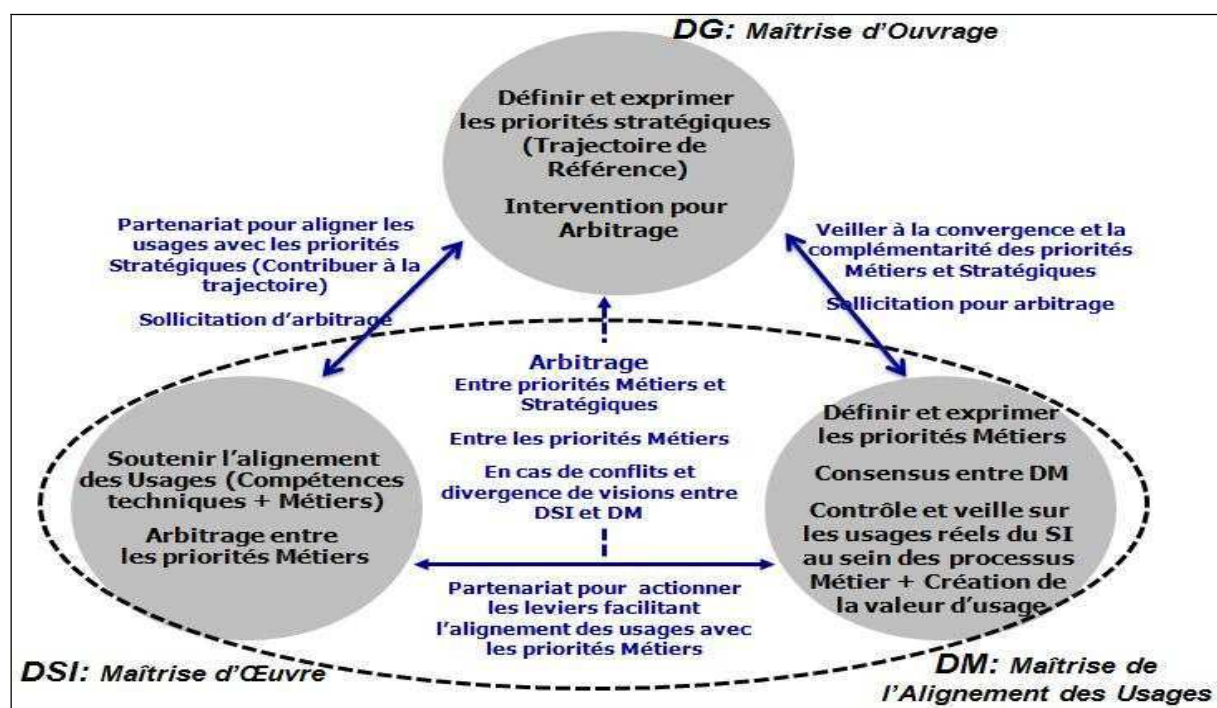 DG: Maîtrise d'Ouvrage
Définir et exprimer
les priorités stratégiques
(Trajectoire de
Référence)
Intervention pour
Arbitrage
Partenariat pour aligner les
usages avec les priorités
Stratégiques (Contribuer à la
trajectoire)
Sollicitation d'arbitrage
Veiller à la convergence et la
complémentarité des priorités
Métiers et Stratégiques
Sollicitation pour arbitrage
Arbitrage
Entre priorités Métiers et
Stratégiques
Entre les priorités Métiers
En cas de conflits et
divergence de visions entre
DSI et DM
Soutenir l'alignement
des Usages (Compétences
techniques + Métiers)
Arbitrage entre
les priorités Métiers
Définir et exprimer
les priorités Métiers
Consensus entre DM
Contrôle et veille sur
les usages réels du SI
au sein des processus
Métier + Création de
la valeur d'usage
Partenariat pour actionner
les leviers facilitant
l'alignement des usages avec
les priorités Métiers
DSI: Maîtrise d'Œuvre
DM: Maîtrise de
l'Alignement des Usages